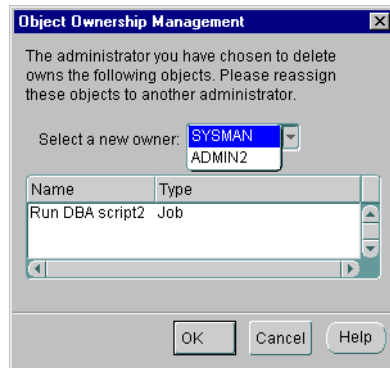 Object Ownership Management
The administrator you have chosen to delete
owns the following objects. Please reassign
these objects to another administrator.
Select a new owner: SYSMAN
ADMIN2
Name Type
Run DBA script2 Job
OK Cancel Help